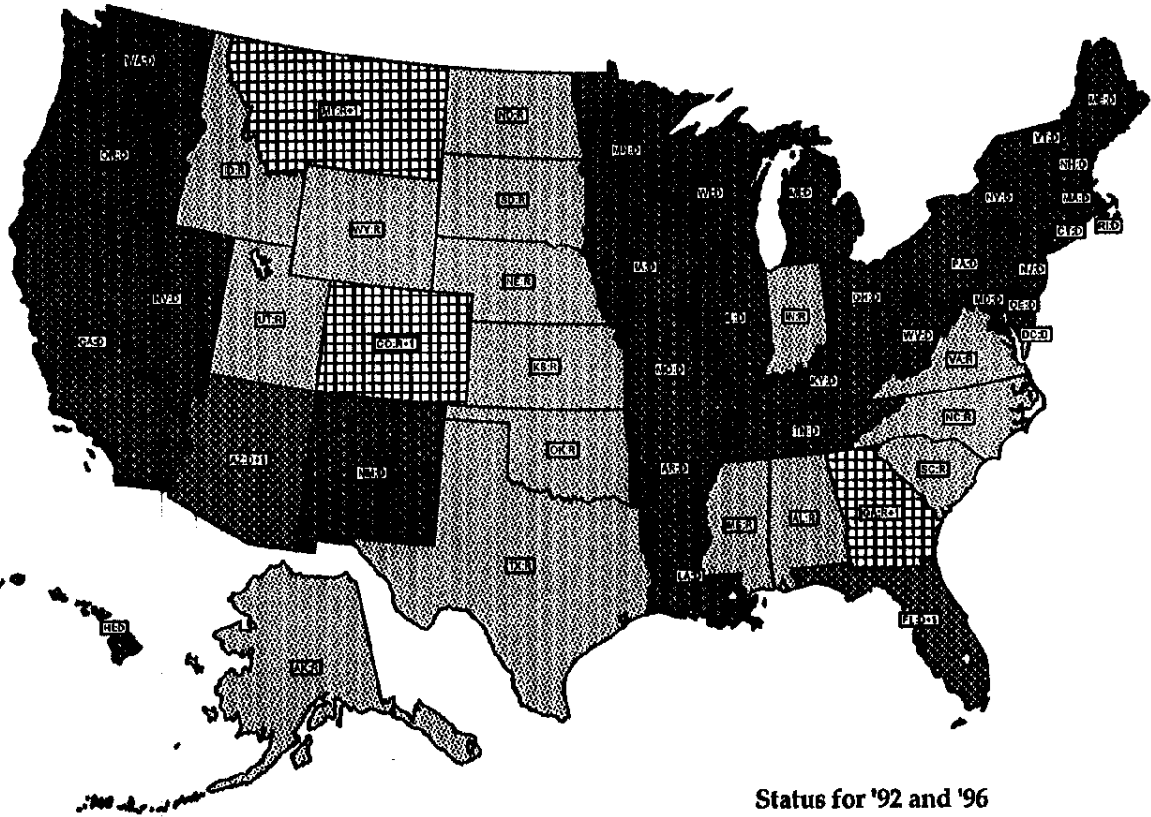 WA:D
MT:R+1
ND:R
ME:D
OR:D
ID:R
MN:D
VT:D
NH:D
WI:D
MI:D
NY:D
MA:D
SD:R
WY:R
CT:D
RI:D
NE:R
IA:D
PA:D
NJ:D
NV:D
OH:D
MD:D
DE:D
UT:R
IL:D
IN:R
WV:D
DC:D
CA:D
CO:R+1
VA:R
KS:R
MO:D
KY:D
NC:R
TN:D
AZ:D+1
NM:D
OK:R
AR:D
SC:R
MS:R
AL:R
GA:R+1
TX:R
LA:D
HI:D
FL:D+1
AK:R
Status for '92 and '96